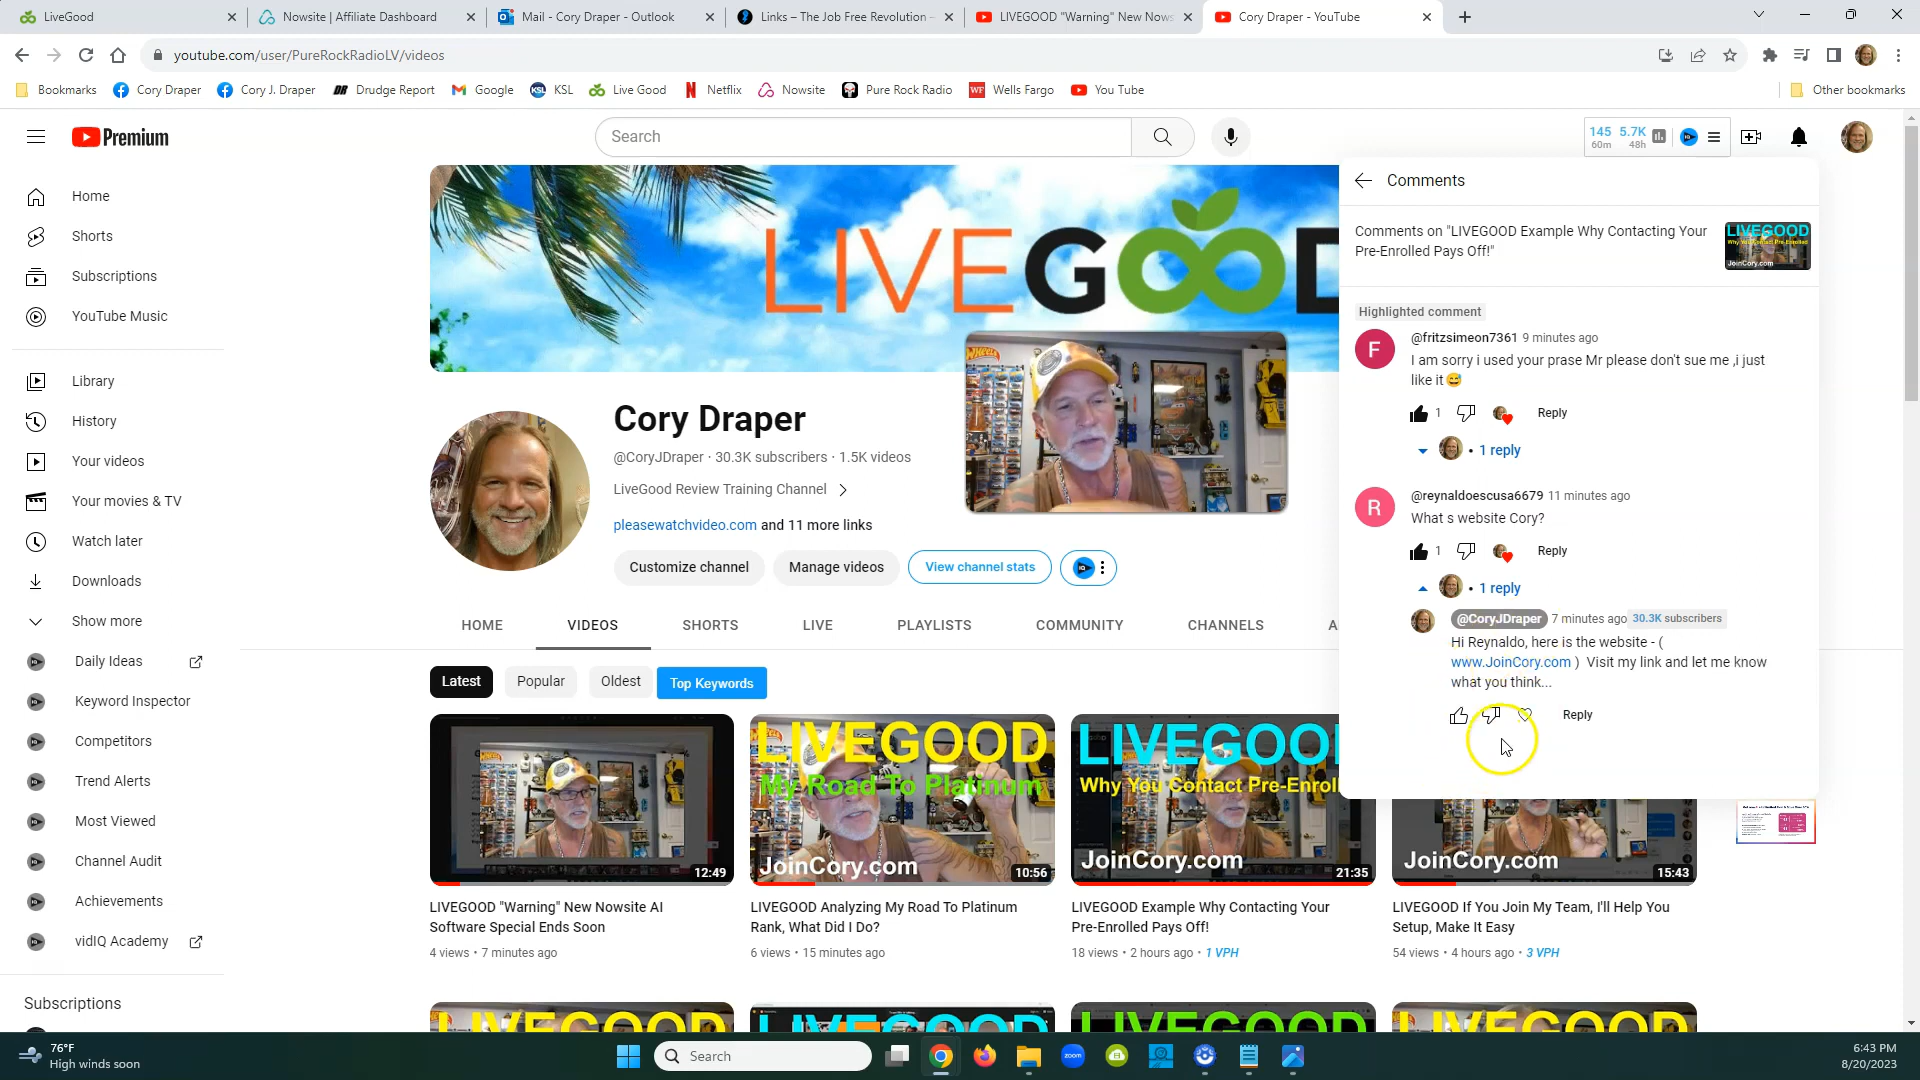 LiveGood
Nowsite | Affiliate Dashboard
Mail - Cory Draper - Outlook
Links – The Job Free Revolution -
LIVEGOOD "Warning" New Nows
Cory Draper - YouTube
youtube.com/user/PureRockRadioLV/videos
Bookmarks
Cory Draper
Cory J. Draper
DR Drudge Report
Google
KSL KSL
Live Good
Netflix
Nowsite
Pure Rock Radio
WF Wells Fargo
You Tube
Other bookmarks
Premium
Search
145 5.7K
60m 48h
Home
Shorts
Subscriptions
YouTube Music
Library
History
Your videos
Your movies & TV
Watch later
Downloads
Show more
Daily Ideas
Keyword Inspector
Competitors
Trend Alerts
Most Viewed
Channel Audit
Achievements
vidIQ Academy
Subscriptions
LIVEGOOD
WHEELS
Cory Draper
@CoryJDraper · 30.3K subscribers · 1.5K videos
LiveGood Review Training Channel
pleasewatchvideo.com and 11 more links
Customize channel
Manage videos
View channel stats
HOME
VIDEOS
SHORTS
LIVE
PLAYLISTS
COMMUNITY
CHANNELS
A
Latest
Popular
Oldest
Top Keywords
12:49
LIVEGOOD "Warning" New Nowsite AI
Software Special Ends Soon
4 views • 7 minutes ago
LIVEGOOD
My Road To Platinum
JoinCory.com
10:56
LIVEGOOD Analyzing My Road To Platinum
Rank, What Did I Do?
6 views • 15 minutes ago
LIVEGOO
Why You Contact Pre-Enroll
JoinCory.com
21:35
LIVEGOOD Example Why Contacting Your
Pre-Enrolled Pays Off!
18 views • 2 hours ago • 1 VPH
JoinCory.com
15:43
LIVEGOOD If You Join My Team, I'll Help You
Setup, Make It Easy
54 views • 4 hours ago • 3 VPH
LIVEGOOD
LIVEGOOD
LIVEGOOD
LIVEGOOD
Comments
Comments on "LIVEGOOD Example Why Contacting Your
Pre-Enrolled Pays Off!"
LIVEGOOD
Why You Contact Pre-Enrolled
JoinCory.com
Highlighted comment
F
@fritzsimeon7361 9 minutes ago
I am sorry i used your prase Mr please don't sue me ,i just
like it😅
1
Reply
• 1 reply
R
@reynaldoescusa6679 11 minutes ago
What s website Cory?
1
Reply
• 1 reply
@CoryJDraper 7 minutes ago 30.3K subscribers
Hi Reynaldo, here is the website - (
www.JoinCory.com ) Visit my link and let me know
what you think...
Reply
76°F
High winds soon
Search
zoom
6:43 PM
8/20/2023